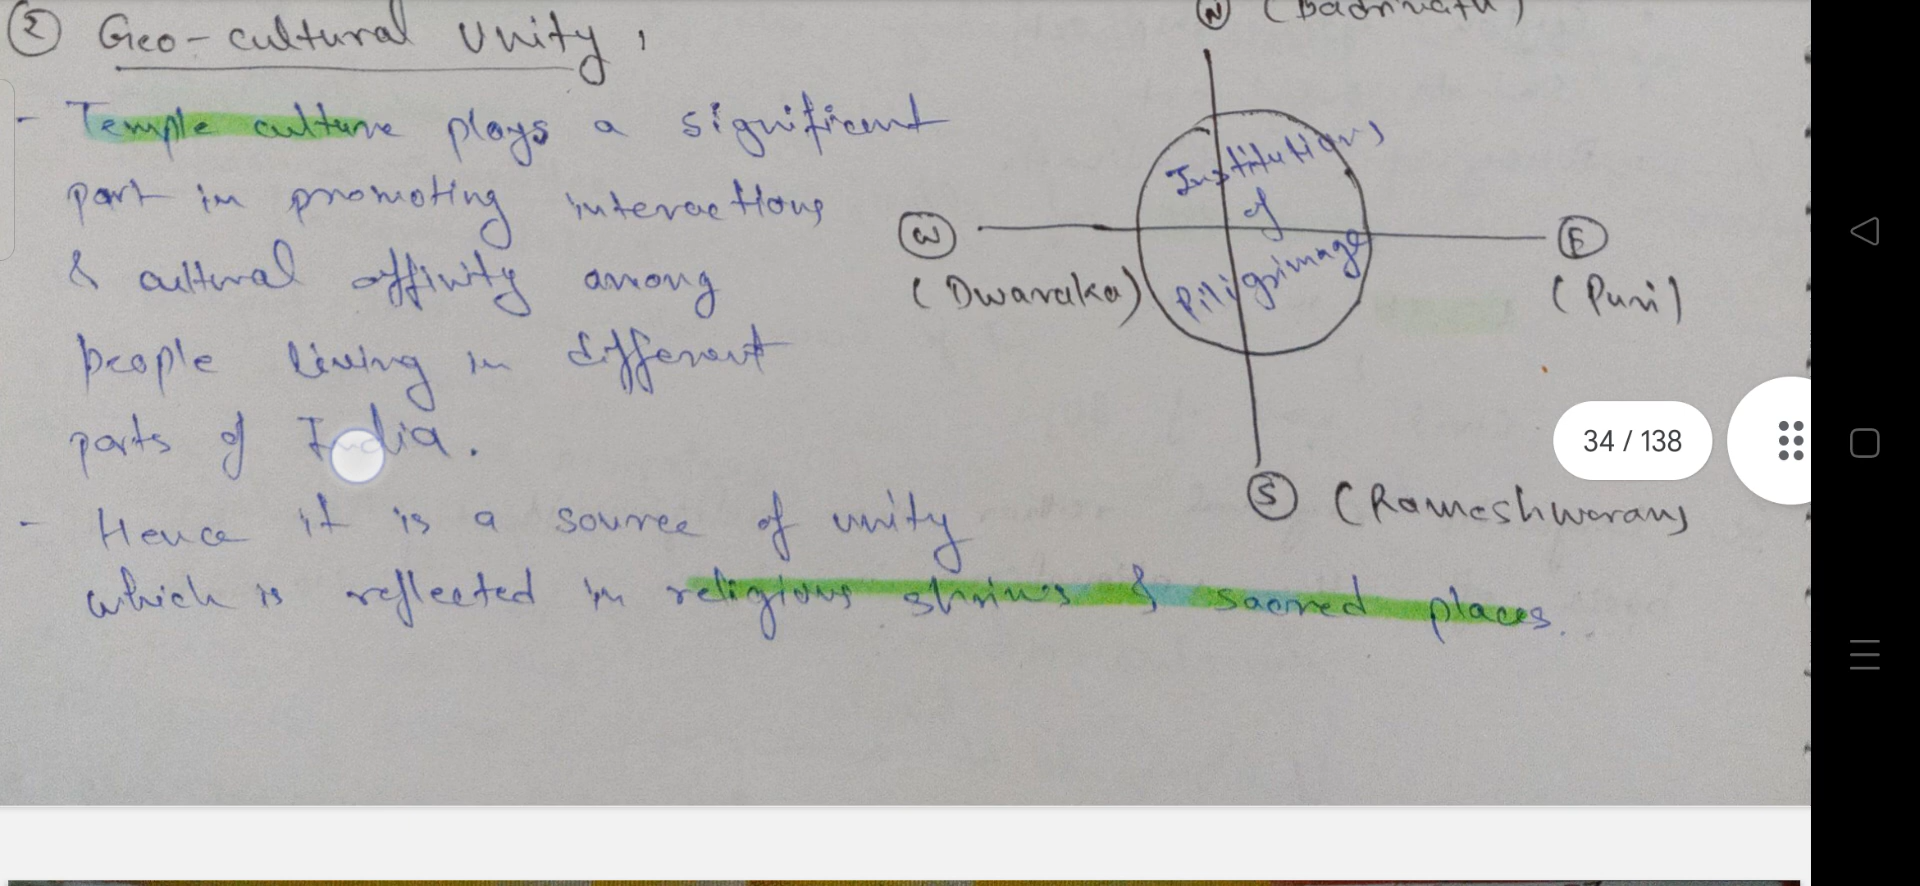 ② Geo-cultural Unity,
- Temple culture plays a significant
part in promoting interactions
& cultural affinity among
people living in different
parts of India.
- Hence it is a source of unity
which is reflected in religious shrines & sacred places.
Ⓝ (Badrinath)
Institutions
of
Piligrimage
Ⓦ
(Dwaraka)
Ⓔ
(Puri)
Ⓢ (Rameshwaram)
34 / 138